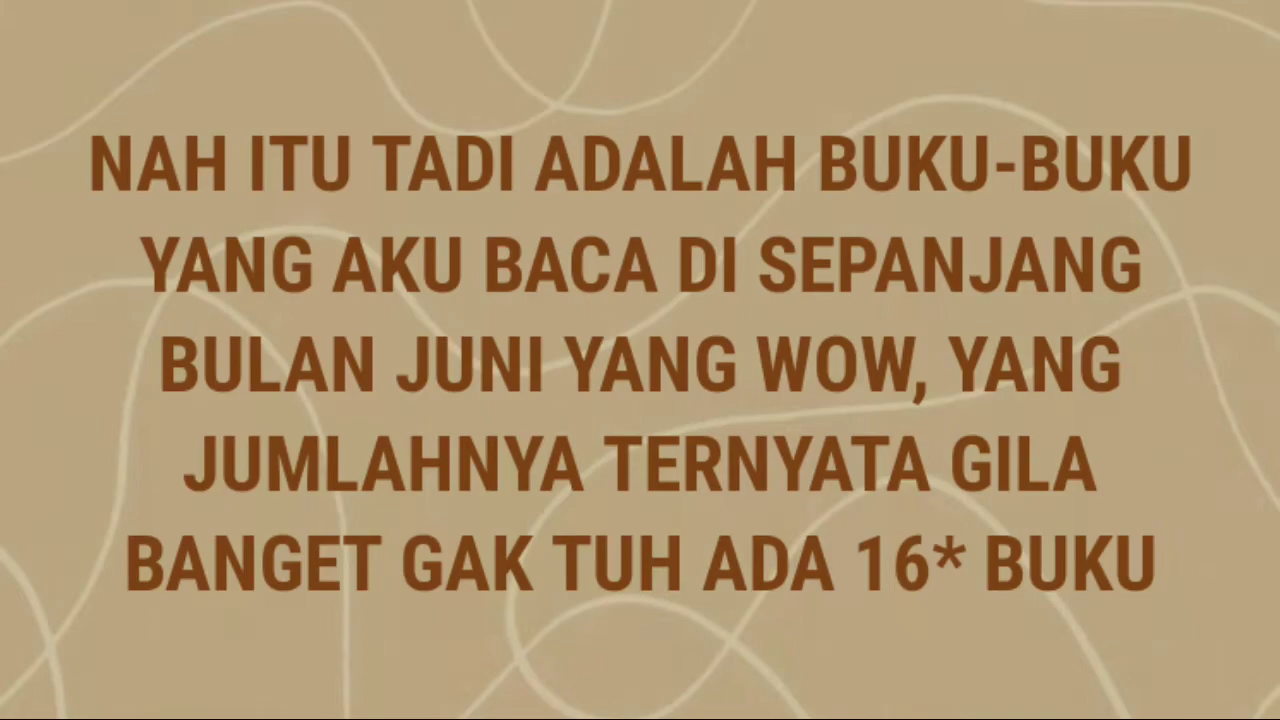 NAH ITU TADI ADALAH BUKU-BUKU
YANG AKU BACA DI SEPANJANG
BULAN JUNI YANG WOW, YANG
JUMLAHNYA TERNYATA GILA
BANGET GAK TUH ADA 16* BUKU